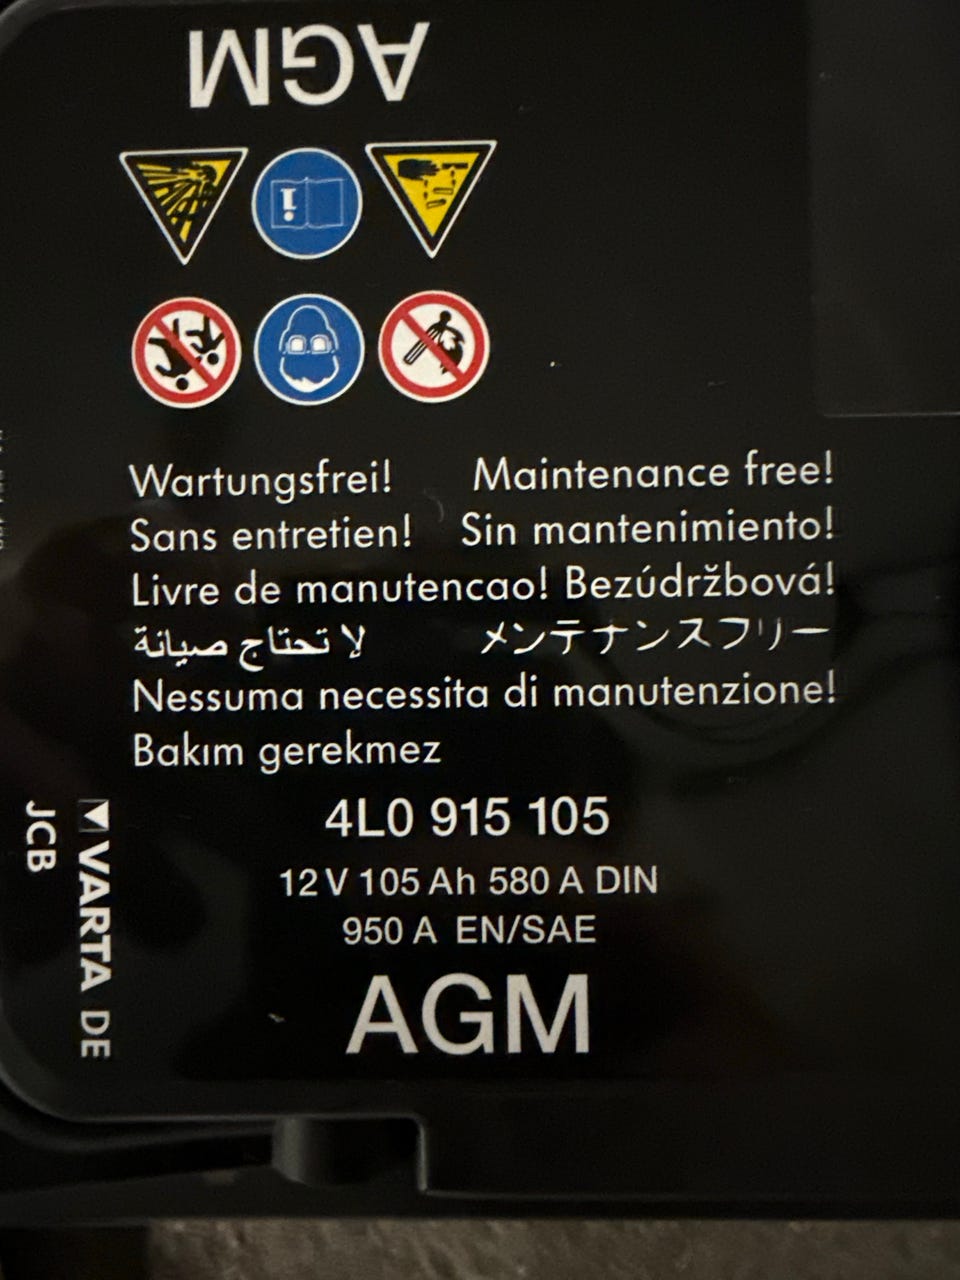 AGM
Wartungsfrei! Maintenance free!
Sans entretien! Sin mantenimiento!
Livre de manutencao! Bezúdržbová!
لا تحتاج صيانة メンテナンスフリー
Nessuma necessita di manutenzione!
Bakım gerekmez
4L0 915 105
12 V 105 Ah 580 A DIN
950 A EN/SAE
AGM
VARTA DE
JCB